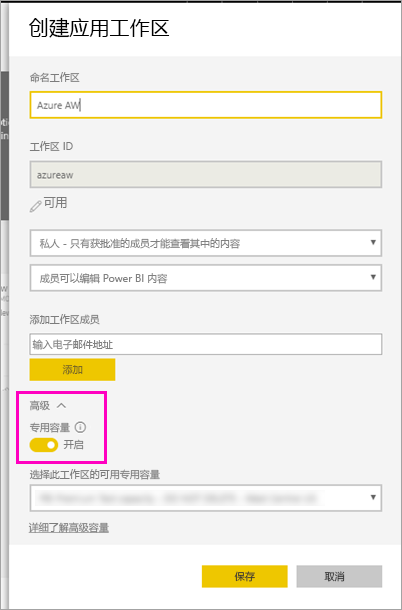 创建应用工作区
命名工作区
Azure AW
工作区 ID
azureaw
可用
私人 - 只有获批准的成员才能查看其中的内容
成员可以编辑 Power BI 内容
添加工作区成员
输入电子邮件地址
添加
高级
专用容量
开启
选择此工作区的可用专用容量
详细了解高级容量
保存
取消